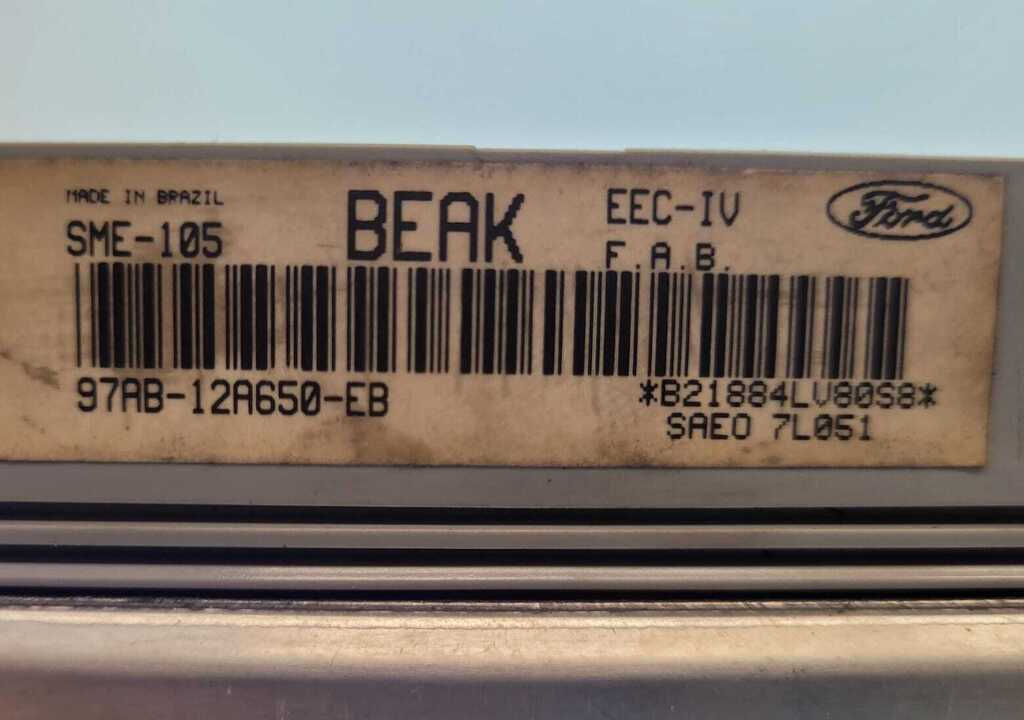 MADE IN BRAZIL
SME-105
BEAK
EEC-IV
F.A.B.
Ford
97AB-12A650-EB
*B21884LV80S8*
SAEO 7L051